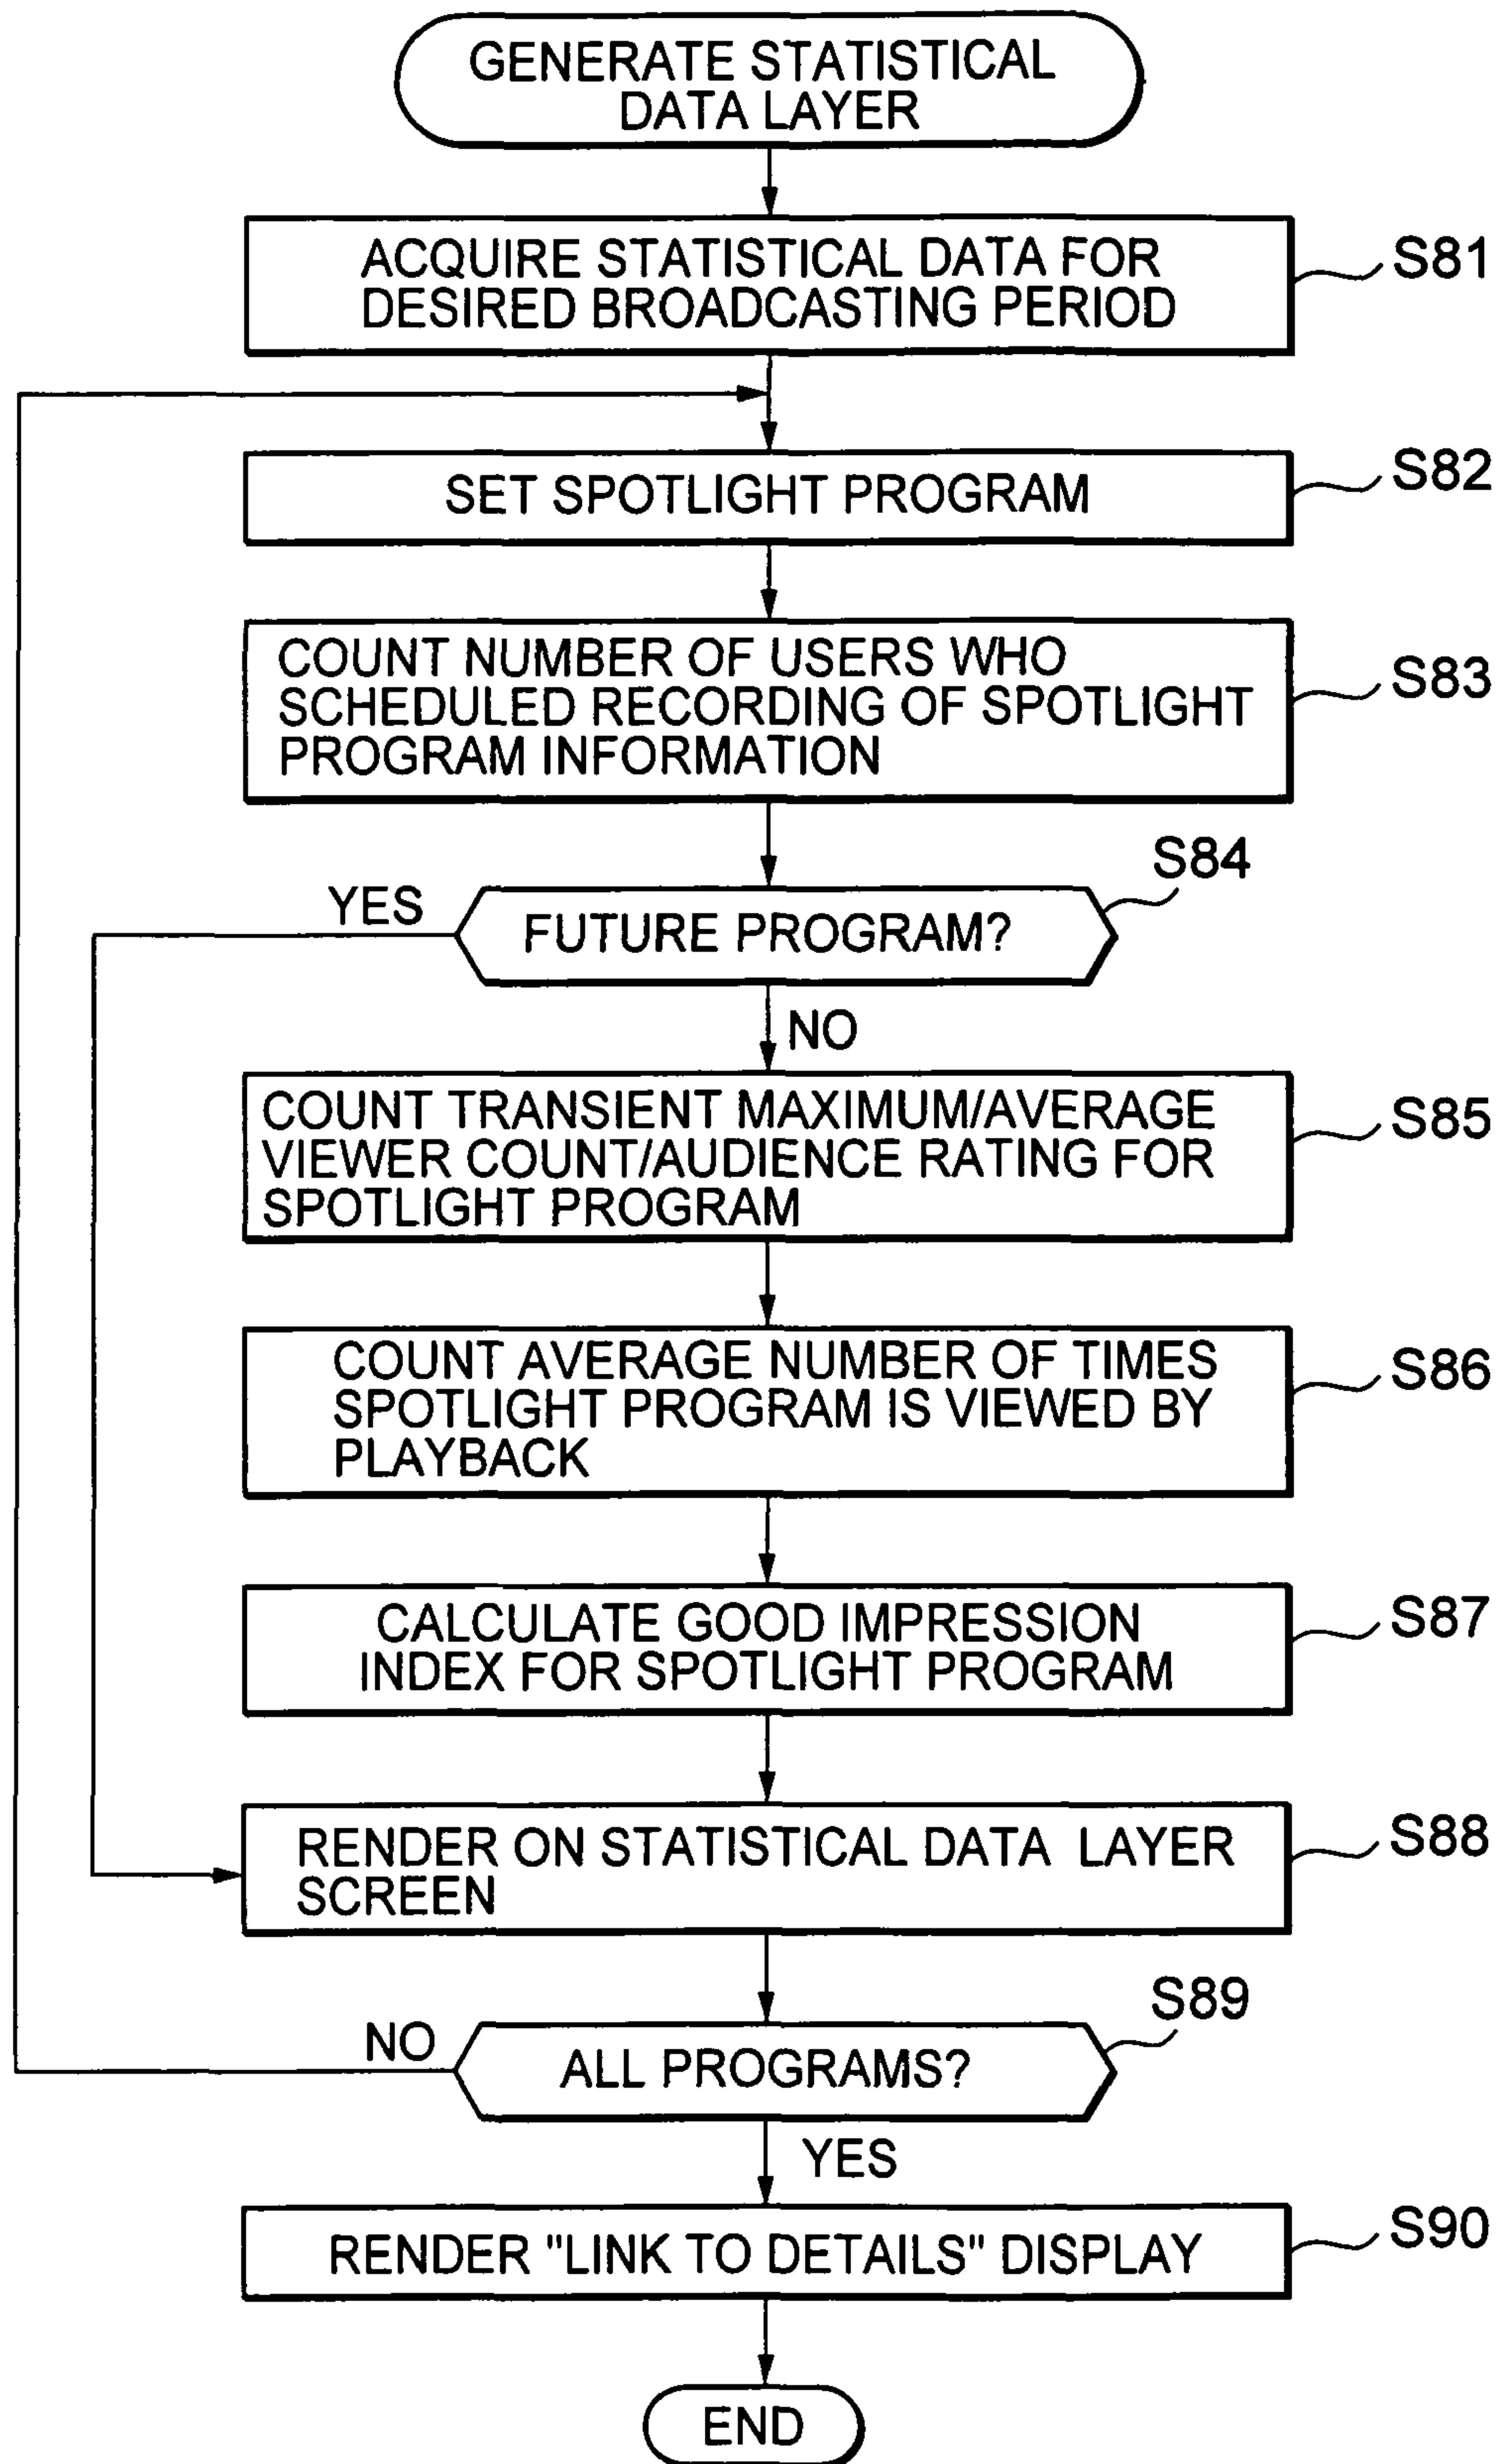 GENERATE STATISTICAL
DATA LAYER
ACQUIRE STATISTICAL DATA FOR
DESIRED BROADCASTING PERIOD
S81
SET SPOTLIGHT PROGRAM
S82
COUNT NUMBER OF USERS WHO
SCHEDULED RECORDING OF SPOTLIGHT
PROGRAM INFORMATION
S83
S84
YES
FUTURE PROGRAM?
NO
COUNT TRANSIENT MAXIMUM/AVERAGE
VIEWER COUNT/AUDIENCE RATING FOR
SPOTLIGHT PROGRAM
S85
COUNT AVERAGE NUMBER OF TIMES
SPOTLIGHT PROGRAM IS VIEWED BY
PLAYBACK
S86
CALCULATE GOOD IMPRESSION
INDEX FOR SPOTLIGHT PROGRAM
S87
RENDER ON STATISTICAL DATA LAYER
SCREEN
S88
S89
NO
ALL PROGRAMS?
YES
RENDER "LINK TO DETAILS" DISPLAY
S90
END